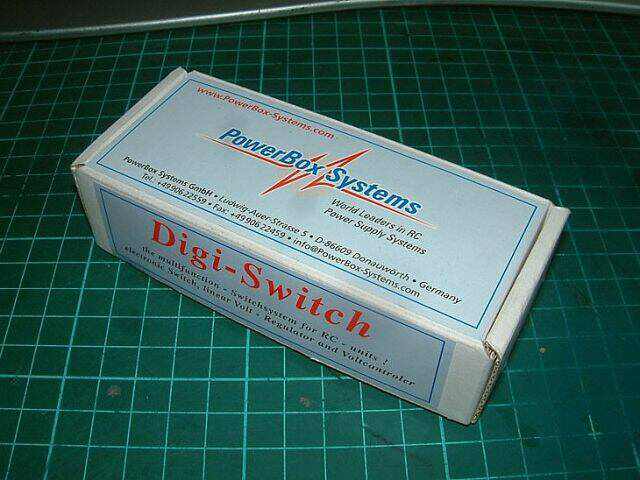 www.PowerBox-Systems.com
PowerBox Systems
World Leaders in RC
Power Supply Systems
PowerBox Systems GmbH • Ludwig-Auer-Strasse 5 • D-86609 Donauwörth • Germany
Tel. +49 906 22559 • Fax +49 906 22459 • info@PowerBox-Systems.com
Digi-Switch
the multifunction - Switchsystem for RC - units !
electronic Switch, linear Volt - Regulator and Voltcontroler